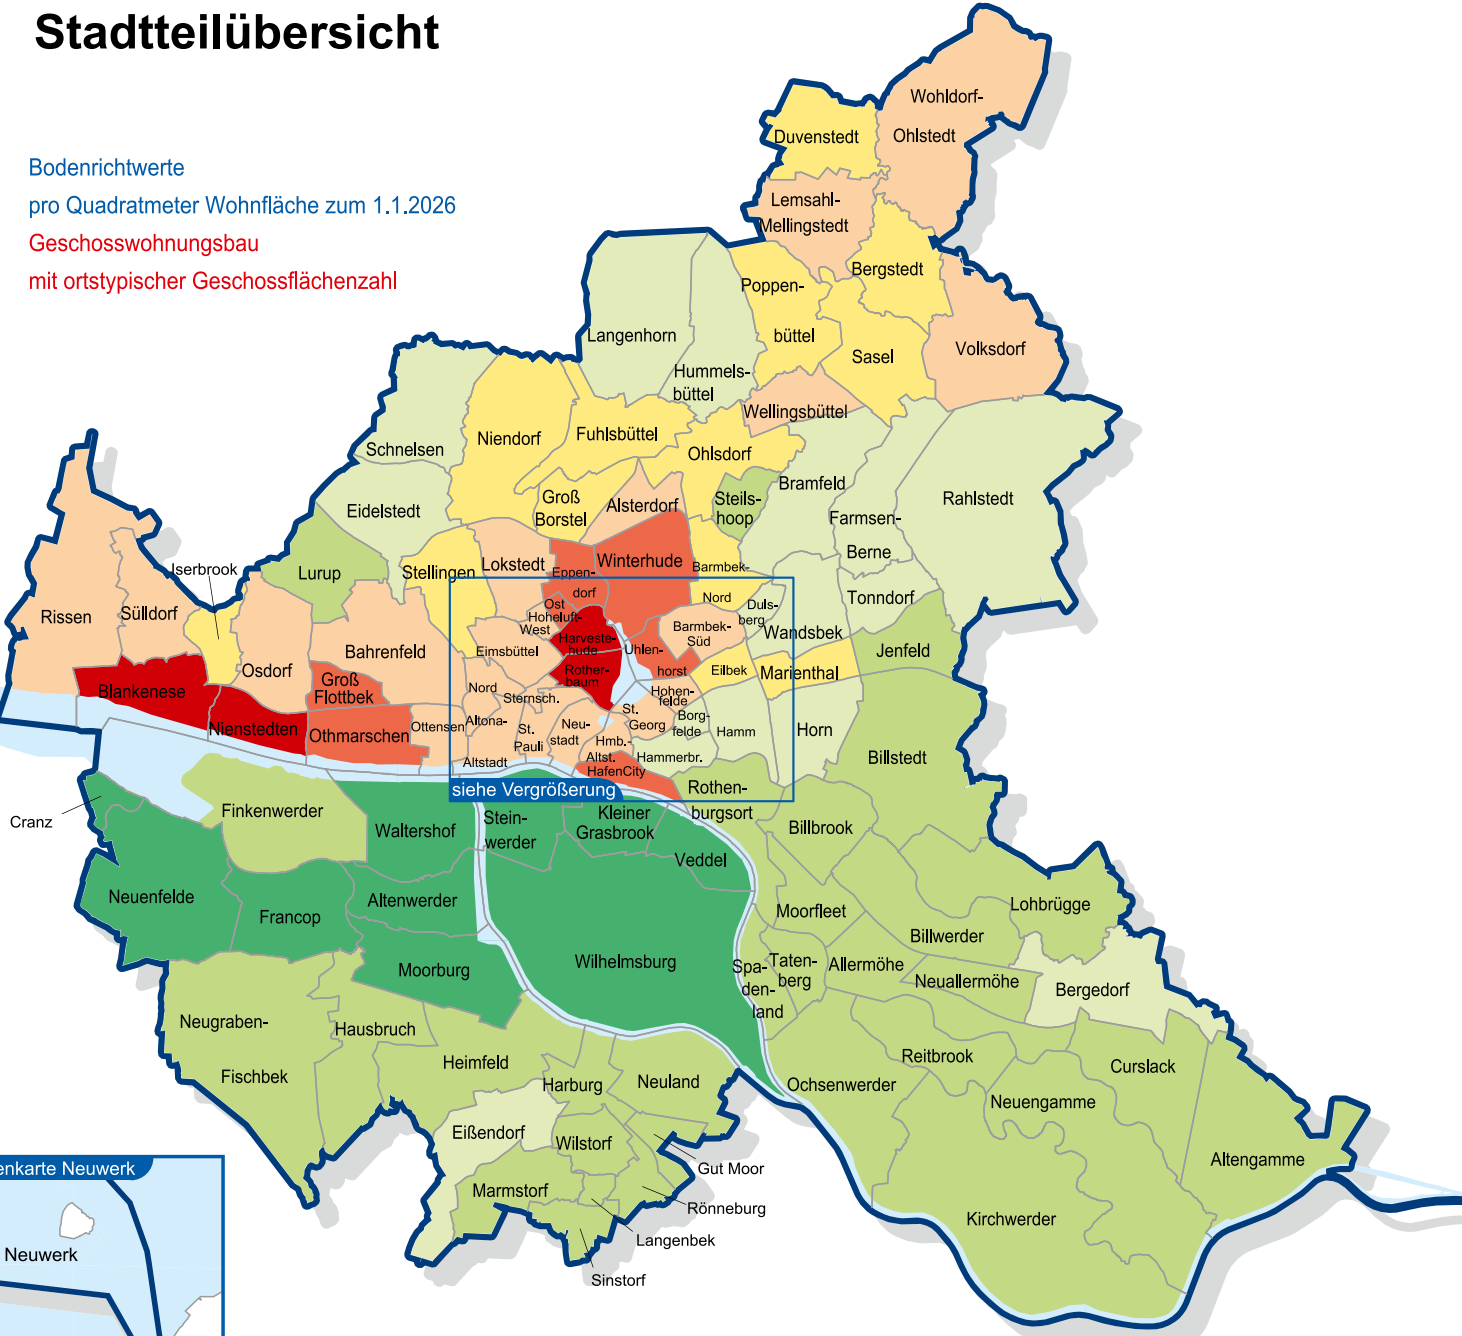 Stadtteilübersicht
Bodenrichtwerte
pro Quadratmeter Wohnfläche zum 1.1.2026
Geschosswohnungsbau
mit ortstypischer Geschossflächenzahl
Wohldorf-
Ohlstedt
Duvenstedt
Lemsahl-
Mellingstedt
Bergstedt
Poppen-
büttel
Sasel
Volksdorf
Langenhorn
Hummels-
büttel
Wellingsbüttel
Schnelsen
Niendorf
Fuhlsbüttel
Ohlsdorf
Eidelstedt
Groß
Borstel
Alsterdorf
Steils-
hoop
Bramfeld
Farmsen-
Berne
Rahlstedt
Lurup
Stellingen
Lokstedt
Eppen-
dorf
Winterhude
Barmbek-
Nord
Duls-
berg
Wandsbek
Tonndorf
Jenfeld
Iserbrook
Rissen
Sülldorf
Osdorf
Bahrenfeld
Eimsbüttel
Ost
Hoheluft-
West
Harveste-
hude
Rother-
baum
Uhlen-
horst
Barmbek-
Süd
Eilbek
Marienthal
Blankenese
Nienstedten
Groß
Flottbek
Othmarschen
Ottensen
Nord
Altona-
Altstadt
Sternsch.
St.
Pauli
Neu-
stadt
Hmb.-
Altst.
St.
Georg
Hohen-
felde
Borg-
felde
Hamm
Horn
Hammerbr.
HafenCity
siehe Vergrößerung
Rothen-
burgsort
Billstedt
Billbrook
Cranz
Finkenwerder
Waltershof
Stein-
werder
Kleiner
Grasbrook
Veddel
Neuenfelde
Francop
Altenwerder
Moorburg
Wilhelmsburg
Moorfleet
Spa-
den-
land
Taten-
berg
Allermöhe
Billwerder
Neuallermöhe
Lohbrügge
Bergedorf
Neugraben-
Fischbek
Hausbruch
Heimfeld
Harburg
Neuland
Ochsenwerder
Reitbrook
Curslack
Neuengamme
Altengamme
Kirchwerder
Eißendorf
Wilstorf
Marmstorf
Gut Moor
Rönneburg
Langenbek
Sinstorf
enkarte Neuwerk
Neuwerk